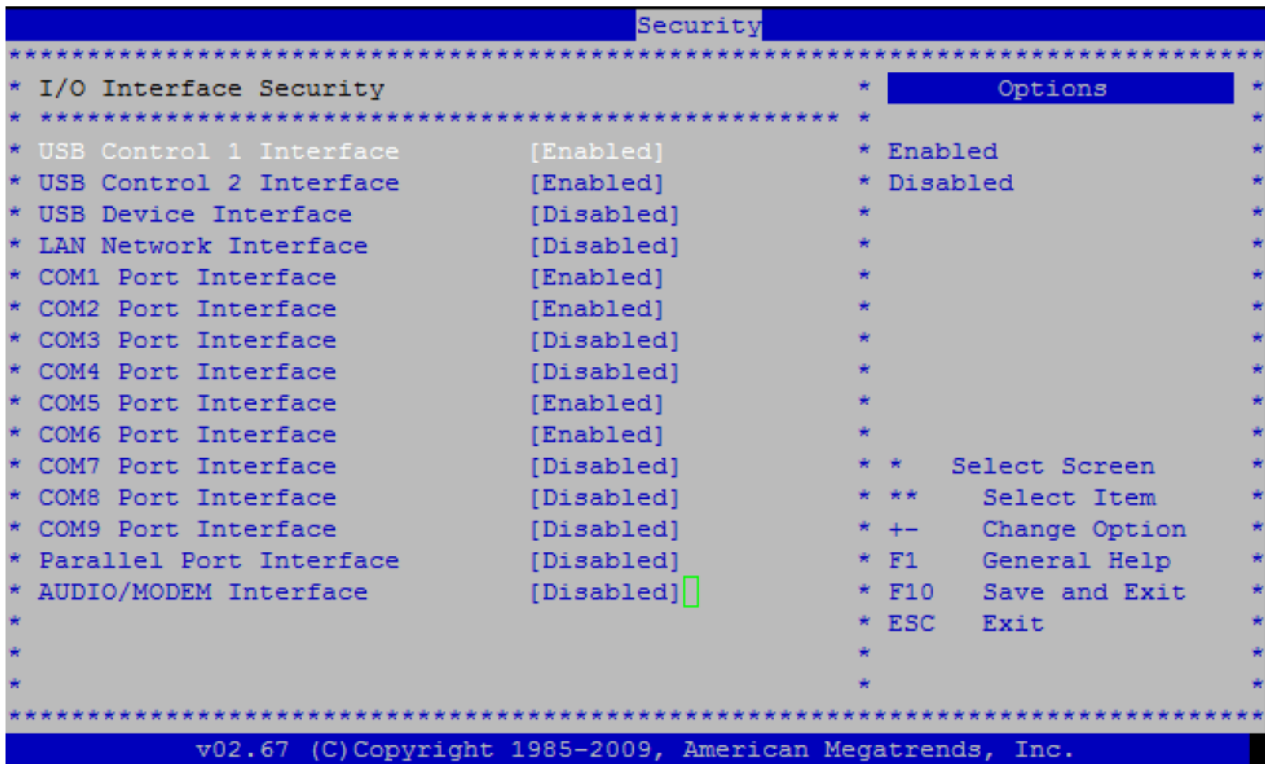 Security
*********************************************************************************
* I/O Interface Security * Options *
* **************************************************** * *
* USB Control 1 Interface [Enabled] * Enabled *
* USB Control 2 Interface [Enabled] * Disabled *
* USB Device Interface [Disabled] * *
* LAN Network Interface [Disabled] * *
* COM1 Port Interface [Enabled] * *
* COM2 Port Interface [Enabled] * *
* COM3 Port Interface [Disabled] * *
* COM4 Port Interface [Disabled] * *
* COM5 Port Interface [Enabled] * *
* COM6 Port Interface [Enabled] * *
* COM7 Port Interface [Disabled] * * Select Screen *
* COM8 Port Interface [Disabled] * ** Select Item *
* COM9 Port Interface [Disabled] * +- Change Option *
* Parallel Port Interface [Disabled] * F1 General Help *
* AUDIO/MODEM Interface [Disabled] * F10 Save and Exit *
* * ESC Exit *
* * *
* * *
*********************************************************************************
v02.67 (C)Copyright 1985-2009, American Megatrends, Inc.